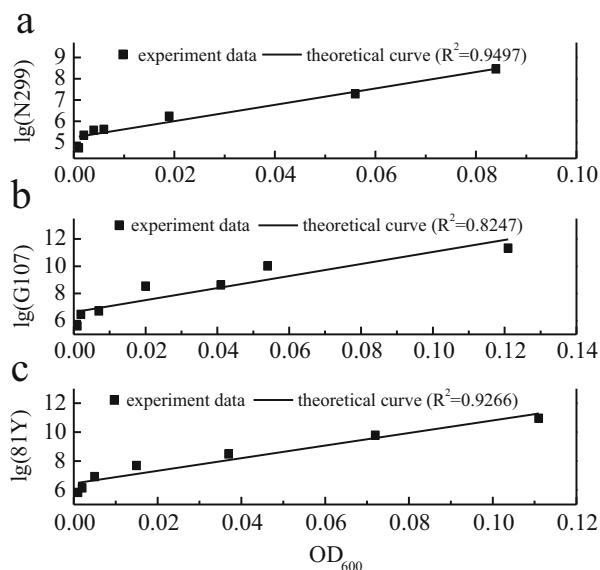 a
experiment data theoretical curve (R²=0.9497)
lg(N299)
9
8
7
6
5
0.00 0.02 0.04 0.06 0.08 0.10
b
experiment data theoretical curve (R²=0.8247)
lg(G107)
12
10
8
6
0.00 0.02 0.04 0.06 0.08 0.10 0.12 0.14
c
experiment data theoretical curve (R²=0.9266)
lg(81Y)
12
10
8
6
0.00 0.02 0.04 0.06 0.08 0.10 0.12
OD₆₀₀